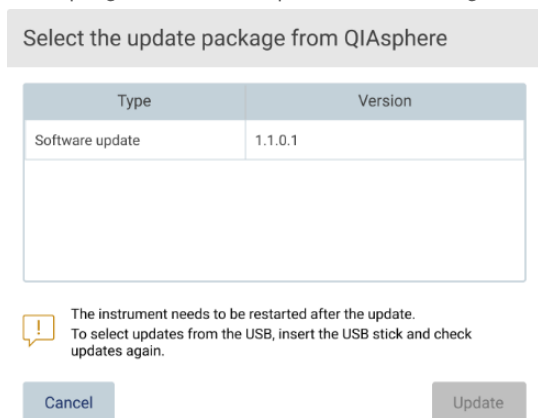 Select the update package from QIAsphere
Type Version
Software update 1.1.0.1
The instrument needs to be restarted after the update.
To select updates from the USB, insert the USB stick and check
updates again.
Cancel Update